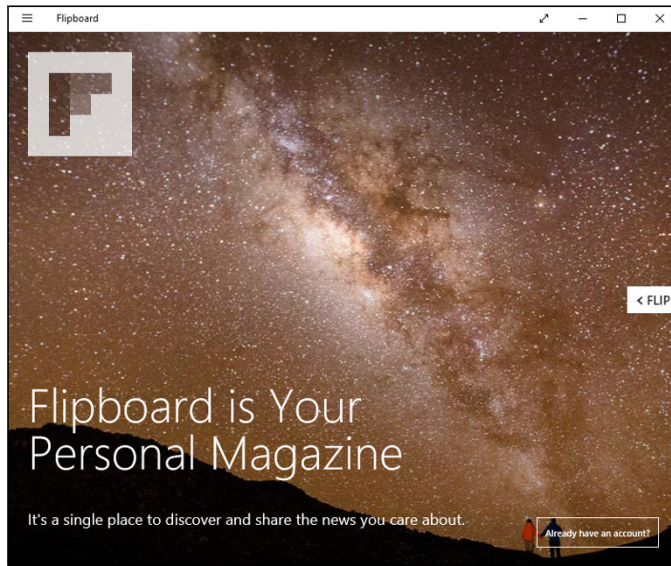 Flipboard
< FLIP
Flipboard is Your
Personal Magazine
It's a single place to discover and share the news you care about.
Already have an account?